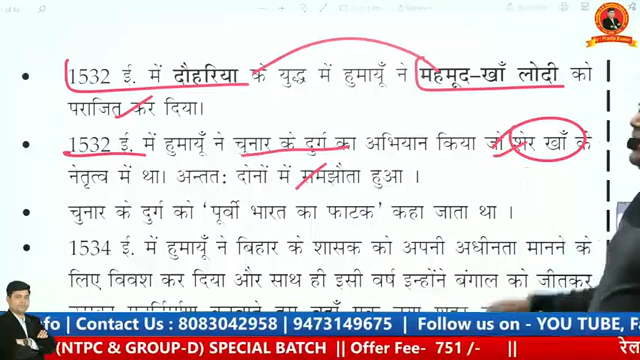 1532 ई. में दौहरिया के युद्ध में हुमायूँ ने महमूद-खाँ लोदी को
पराजित कर दिया।
1532 ई. में हुमायूँ ने चुनार के दुर्ग का अभियान किया जो शेर खाँ के
नेतृत्व में था। अन्ततः दोनों में समझौता हुआ ।
चुनार के दुर्ग को 'पूर्वी भारत का फाटक' कहा जाता था ।
1534 ई. में हुमायूँ ने बिहार के शासक को अपनी अधीनता मानने के
लिए विवश कर दिया और साथ ही इसी वर्ष इन्होंने बंगाल को जीतकर
| Contact Us : 8083042958 | 9473149675 | Follow us on - YOU TUBE, Fa
(NTPC & GROUP-D) SPECIAL BATCH || Offer Fee- 751 /- || रेल